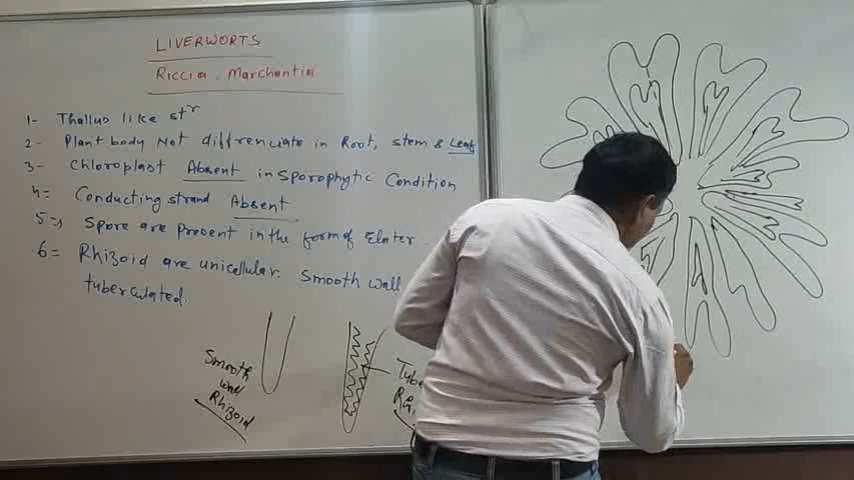 LIVERWORTS
Riccia, Marchantia
1- Thallus like str
2- Plant body Not diffrenciate in Root, stem & Leaf
3- Chloroplast Absent in Sporophytic Condition
4= Conducting strand Absent
5=> Spore are present in the form of Elater.
6= Rhizoid are unicellular. Smooth wall
tuberculated.
Smooth
wall
Rhizoid